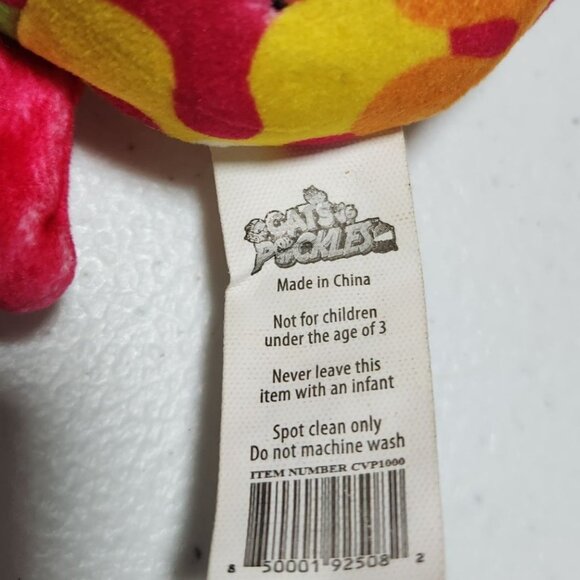 CATS
vs
PICKLES
Made in China
Not for children
under the age of 3
Never leave this
item with an infant
Spot clean only
Do not machine wash
ITEM NUMBER CVP1000
8 50001 92508 2